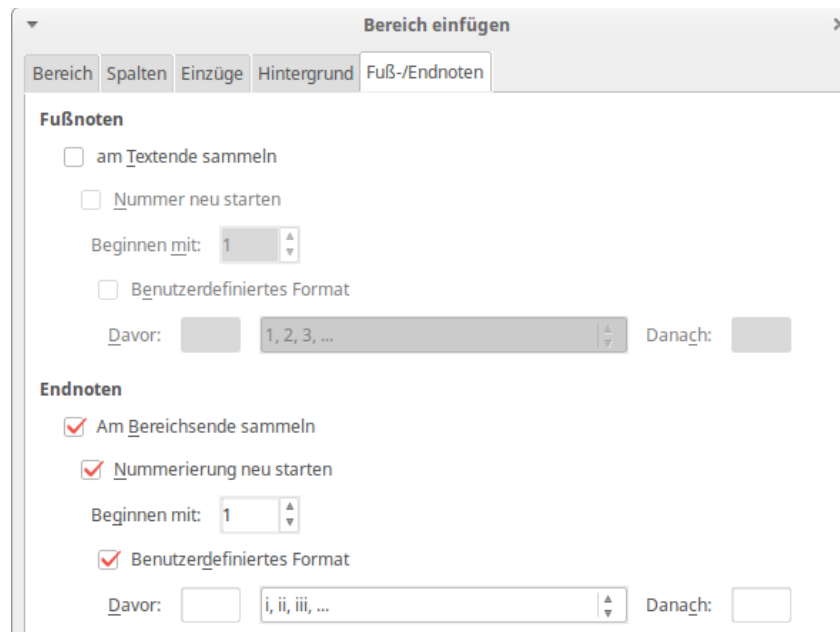 Bereich einfügen
Bereich Spalten Einzüge Hintergrund Fuß-/Endnoten
Fußnoten
am Textende sammeln
Nummer neu starten
Beginnen mit: 1
Benutzerdefiniertes Format
Davor: 1, 2, 3, ... Danach:
Endnoten
Am Bereichsende sammeln
Nummerierung neu starten
Beginnen mit: 1
Benutzerdefiniertes Format
Davor: i, ii, iii, ... Danach: